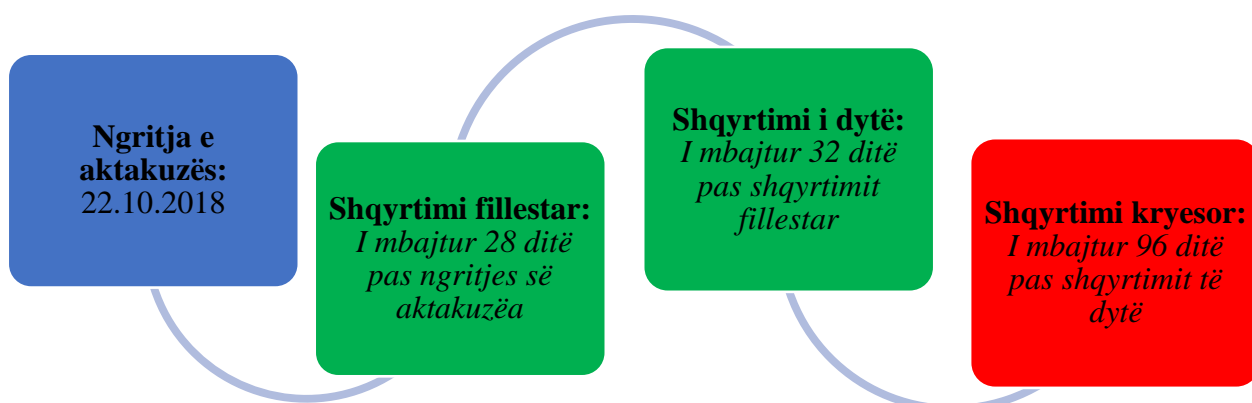 Ngritja e
aktakuzës:
22.10.2018
Shqyrtimi fillestar:
I mbajtur 28 ditë
pas ngritjes së
aktakuzëa
Shqyrtimi i dytë:
I mbajtur 32 ditë
pas shqyrtimit
fillestar
Shqyrtimi kryesor:
I mbajtur 96 ditë
pas shqyrtimit të
dytë